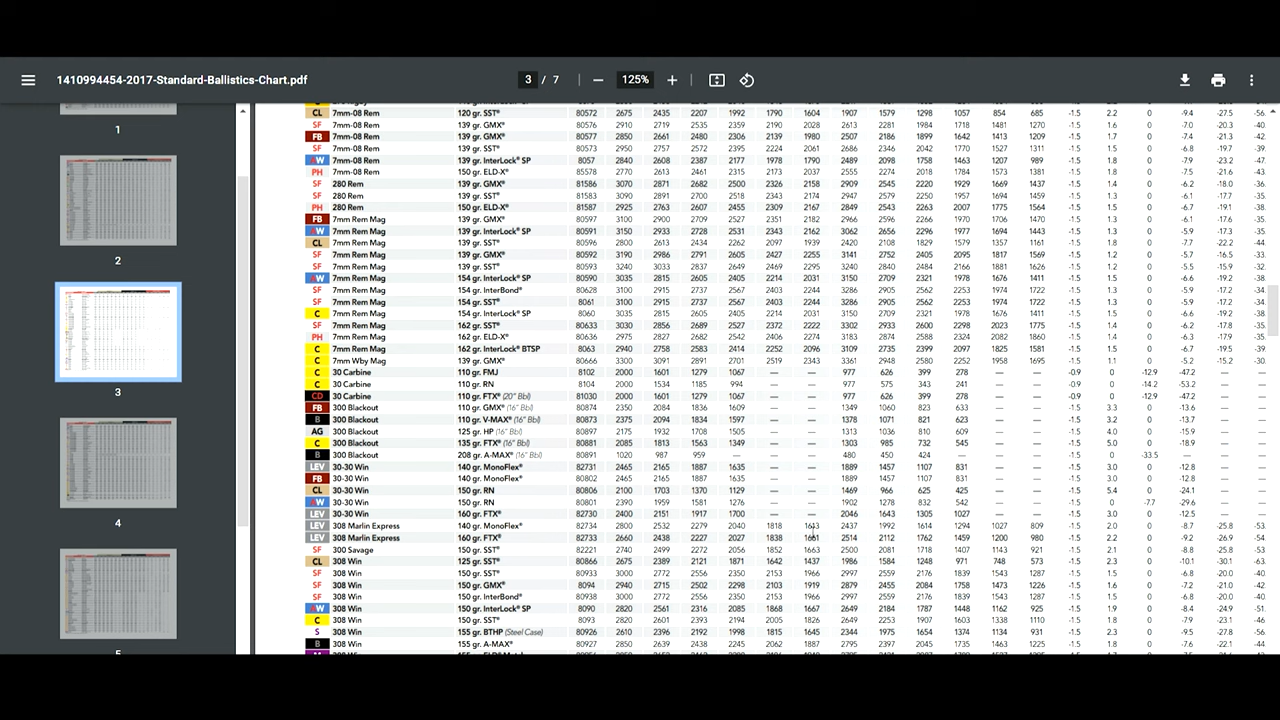 1410994454-2017-Standard-Ballistics-Chart.pdf 3 / 7 125%
1
2
3
4
CL 7mm-08 Rem 120 gr. SST® 80572 2675 2435 2207 1992 1790 1604 1907 1579 1298 1057 854 685 -1.5 2.2 0 -9.4 -27.5 -56.
SF 7mm-08 Rem 139 gr. GMX® 80576 2910 2719 2535 2359 2190 2028 2613 2281 1984 1718 1481 1270 -1.5 1.6 0 -7.0 -20.3 -40.
FB 7mm-08 Rem 139 gr. GMX® 80577 2851 2661 2480 2306 2139 1980 2507 2186 1899 1642 1413 1209 -1.5 1.7 0 -7.4 -21.3 -42.
SF 7mm-08 Rem 139 gr. SST® 80573 2950 2757 2572 2395 2224 2061 2686 2346 2042 1770 1527 1311 -1.5 1.5 0 -6.8 -19.7 -39.
AW 7mm-08 Rem 139 gr. InterLock® SP 8057 2840 2608 2387 2177 1978 1790 2489 2098 1758 1463 1207 989 -1.5 1.8 0 -7.9 -23.2 -47.
PH 7mm-08 Rem 150 gr. ELD-X® 85578 2770 2613 2461 2315 2173 2037 2555 2274 2018 1784 1573 1381 -1.5 1.8 0 -7.5 -21.6 -43.
SF 280 Rem 139 gr. GMX® 81586 3070 2871 2682 2500 2326 2158 2909 2545 2220 1929 1669 1437 -1.5 1.4 0 -6.2 -18.0 -36
SF 280 Rem 139 gr. SST® 81583 3090 2891 2700 2518 2343 2174 2947 2579 2250 1957 1694 1459 -1.5 1.3 0 -6.1 -17.7 -35.
PH 280 Rem 150 gr. ELD-X® 81587 2925 2763 2607 2455 2309 2167 2849 2543 2263 2007 1775 1564 -1.5 1.5 0 -6.7 -19.1 -38.
FB 7mm Rem Mag 139 gr. GMX® 80597 3100 2900 2709 2527 2351 2182 2966 2596 2266 1970 1706 1470 -1.5 1.3 0 -6.1 -17.6 -35.
AW 7mm Rem Mag 139 gr. InterLock® SP 80591 3150 2933 2728 2531 2343 2162 3062 2656 2296 1977 1694 1443 -1.5 1.2 0 -5.9 -17.3 -35.
CL 7mm Rem Mag 139 gr. SST® 80596 2800 2613 2434 2262 2097 1939 2420 2108 1829 1579 1357 1161 -1.5 1.8 0 -7.7 -22.2 -44.
SF 7mm Rem Mag 139 gr. GMX® 80592 3190 2986 2791 2605 2427 2255 3141 2752 2405 2095 1817 1569 -1.5 1.2 0 -5.7 -16.5 -33.
SF 7mm Rem Mag 139 gr. SST® 80593 3240 3033 2837 2649 2469 2295 3240 2840 2484 2166 1881 1626 -1.5 1.2 0 -5.5 -15.9 -32.
AW 7mm Rem Mag 154 gr. InterLock® SP 80590 3035 2815 2605 2405 2214 2031 3150 2709 2321 1978 1676 1411 -1.5 1.4 0 -6.6 -19.2 -38.
SF 7mm Rem Mag 154 gr. InterBond® 80628 3100 2915 2737 2567 2403 2244 3286 2905 2562 2253 1974 1722 -1.5 1.3 0 -5.9 -17.2 -34.
SF 7mm Rem Mag 154 gr. SST® 8061 3100 2915 2737 2567 2403 2244 3286 2905 2562 2253 1974 1722 -1.5 1.3 0 -5.9 -17.2 -34.
C 7mm Rem Mag 154 gr. InterLock® SP 8060 3035 2815 2605 2405 2214 2031 3150 2709 2321 1978 1676 1411 -1.5 1.4 0 -6.7 -19.2 -38.
SF 7mm Rem Mag 162 gr. SST® 80633 3030 2856 2689 2527 2372 2222 3302 2933 2600 2298 2023 1775 -1.5 1.4 0 -6.2 -17.8 -35.
PH 7mm Rem Mag 162 gr. ELD-X® 80636 2975 2827 2682 2542 2406 2274 3183 2874 2588 2324 2082 1860 -1.5 1.4 0 -6.3 -17.9 -35.
C 7mm Rem Mag 162 gr. InterLock® BTSP 8063 2940 2758 2583 2414 2252 2096 3109 2735 2399 2097 1825 1581 -1.5 1.5 0 -6.7 -19.5 -39.
C 7mm Wby Mag 139 gr. GMX® 80666 3300 3091 2891 2701 2519 2343 3361 2948 2580 2252 1958 1695 -1.5 1.1 0 -5.2 -15.2 -30.
C 30 Carbine 110 gr. FMJ 8102 2000 1601 1279 1067 — — 977 626 399 278 — — -0.9 0 -12.9 -47.2
C 30 Carbine 110 gr. RN 8104 2000 1534 1185 994 — — 977 575 343 241 — — -0.9 0 -14.2 -53.2
CD 30 Carbine 110 gr. FTX® (20" Bbl) 81030 2000 1601 1279 1067 — — 977 626 399 278 — — -0.9 0 -12.9 -47.2
FB 300 Blackout 110 gr. GMX® (16" Bbl) 80874 2350 2084 1836 1609 — — 1349 1060 823 633 — — -1.5 3.3 0 -13.6
B 300 Blackout 110 gr. V-MAX® (16" Bbl) 80873 2375 2094 1834 1597 — — 1378 1071 821 623 — — -1.5 3.2 0 -13.7
AG 300 Blackout 125 gr. HP (16" Bbl) 80897 2175 1932 1708 1505 — — 1313 1036 810 609 — — -1.5 4.0 0 -15.9
C 300 Blackout 135 gr. FTX® (16" Bbl) 80881 2085 1813 1563 1349 — — 1303 985 732 545 — — -1.5 5.0 0 -18.9
B 300 Blackout 208 gr. A-MAX® (16" Bbl) 80891 1020 987 959 — — — 480 450 424 — — — -1.5 0 -33.5
LEV 30-30 Win 140 gr. MonoFlex® 82731 2465 2165 1887 1635 — — 1889 1457 1107 831 — — -1.5 3.0 0 -12.8
FB 30-30 Win 140 gr. MonoFlex® 80802 2465 2165 1887 1635 — — 1889 1457 1107 831 — — -1.5 3.0 0 -12.8
CL 30-30 Win 150 gr. RN 80806 2100 1703 1370 1129 — — 1469 966 625 425 — — -1.5 5.4 0 -24.1
AW 30-30 Win 150 gr. RN 80801 2390 1959 1581 1276 — — 1902 1278 832 542 — — -1.5 0 -7.7 -29.6
LEV 30-30 Win 160 gr. FTX® 82730 2400 2151 1917 1700 — — 2046 1643 1305 1027 — — -1.5 3.0 0 -12.5
LEV 308 Marlin Express 140 gr. MonoFlex® 82734 2800 2532 2279 2040 1818 1613 2437 1992 1614 1294 1027 809 -1.5 2.0 0 -8.7 -25.8 -53.
LEV 308 Marlin Express 160 gr. FTX® 82733 2660 2438 2227 2027 1838 1661 2514 2112 1762 1459 1200 980 -1.5 2.2 0 -9.2 -26.9 -54.
SF 300 Savage 150 gr. SST® 82221 2740 2499 2272 2056 1852 1663 2500 2081 1718 1407 1143 921 -1.5 2.1 0 -8.8 -25.8 -53.
CL 308 Win 125 gr. SST® 80866 2675 2389 2121 1871 1642 1437 1986 1584 1248 971 748 573 -1.5 2.3 0 -10.1 -30.1 -63.
SF 308 Win 150 gr. SST® 80933 3000 2772 2556 2350 2153 1966 2997 2559 2176 1839 1543 1287 -1.5 1.5 0 -6.8 -20.0 -40.
SF 308 Win 150 gr. GMX® 8094 2940 2715 2502 2298 2103 1919 2879 2455 2084 1758 1473 1226 -1.5 1.6 0 -7.2 -21.0 -42.
SF 308 Win 150 gr. InterBond® 80938 3000 2772 2556 2350 2153 1966 2997 2559 2176 1839 1543 1287 -1.5 1.5 0 -6.8 -20.0 -40.
AW 308 Win 150 gr. InterLock® SP 8090 2820 2561 2316 2085 1868 1667 2649 2184 1787 1448 1162 925 -1.5 1.9 0 -8.4 -24.9 -51.
C 308 Win 150 gr. SST® 8093 2820 2601 2393 2194 2005 1826 2649 2253 1907 1603 1338 1110 -1.5 1.8 0 -7.9 -23.1 -46
S 308 Win 155 gr. BTHP (Steel Case) 80926 2610 2396 2192 1998 1815 1645 2344 1975 1654 1374 1134 931 -1.5 2.3 0 -9.5 -27.8 -56
B 308 Win 155 gr. A-MAX® 80927 2850 2639 2438 2245 2062 1887 2795 2397 2045 1735 1463 1225 -1.5 1.8 0 -7.6